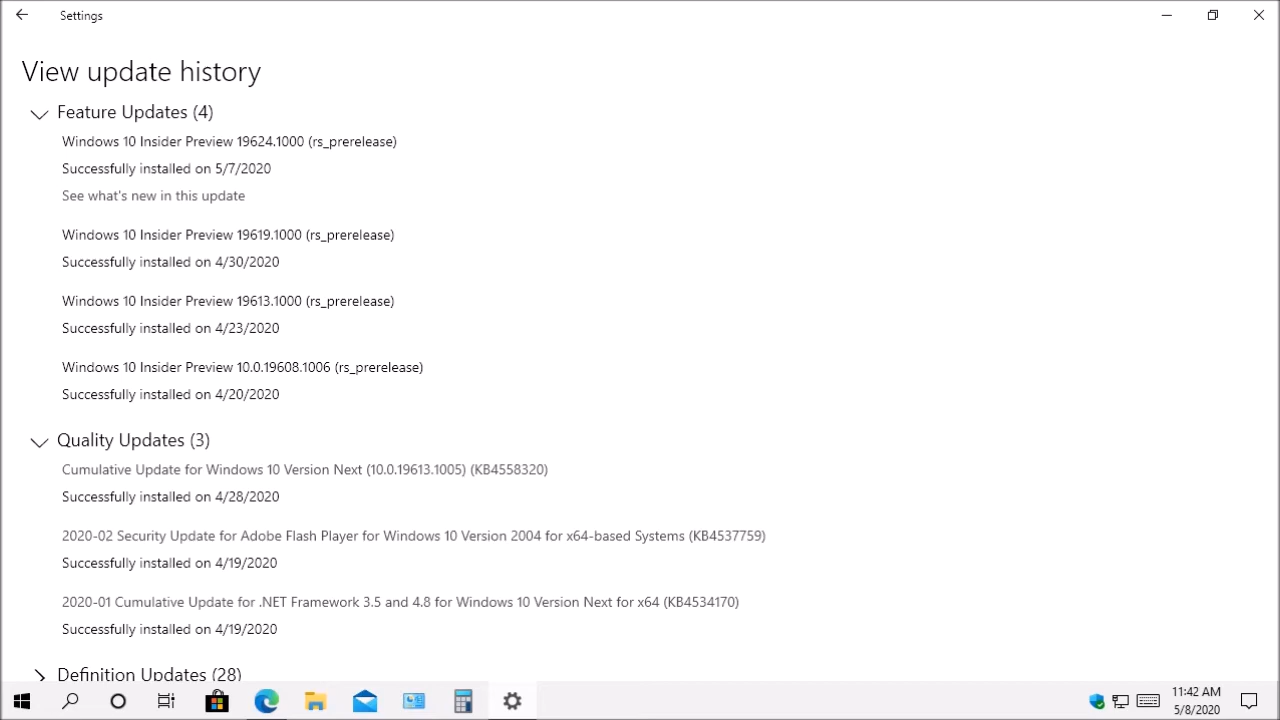 Settings
View update history
Feature Updates (4)
Windows 10 Insider Preview 19624.1000 (rs_prerelease)
Successfully installed on 5/7/2020
See what's new in this update
Windows 10 Insider Preview 19619.1000 (rs_prerelease)
Successfully installed on 4/30/2020
Windows 10 Insider Preview 19613.1000 (rs_prerelease)
Successfully installed on 4/23/2020
Windows 10 Insider Preview 10.0.19608.1006 (rs_prerelease)
Successfully installed on 4/20/2020
Quality Updates (3)
Cumulative Update for Windows 10 Version Next (10.0.19613.1005) (KB4558320)
Successfully installed on 4/28/2020
2020-02 Security Update for Adobe Flash Player for Windows 10 Version 2004 for x64-based Systems (KB4537759)
Successfully installed on 4/19/2020
2020-01 Cumulative Update for .NET Framework 3.5 and 4.8 for Windows 10 Version Next for x64 (KB4534170)
Successfully installed on 4/19/2020
Definition Updates (28)
11:42 AM
5/8/2020